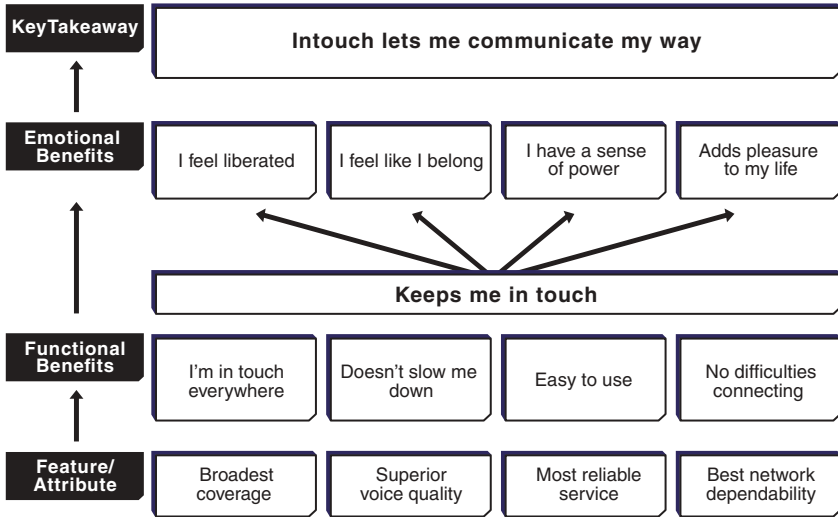 KeyTakeaway
Intouch lets me communicate my way
Emotional
Benefits
I feel liberated
I feel like I belong
I have a sense
of power
Adds pleasure
to my life
Keeps me in touch
Functional
Benefits
I'm in touch
everywhere
Doesn't slow me
down
Easy to use
No difficulties
connecting
Feature/
Attribute
Broadest
coverage
Superior
voice quality
Most reliable
service
Best network
dependability